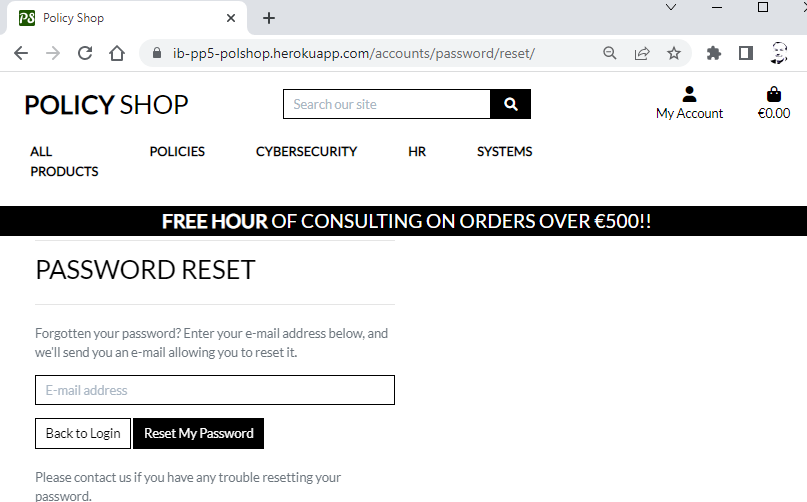 PS Policy Shop
ib-pp5-polshop.herokuapp.com/accounts/password/reset/
POLICY SHOP
Search our site
My Account
€0.00
ALL PRODUCTS
POLICIES
CYBERSECURITY
HR
SYSTEMS
FREE HOUR OF CONSULTING ON ORDERS OVER €500!!
PASSWORD RESET
Forgotten your password? Enter your e-mail address below, and
we'll send you an e-mail allowing you to reset it.
E-mail address
Back to Login
Reset My Password
Please contact us if you have any trouble resetting your
password.